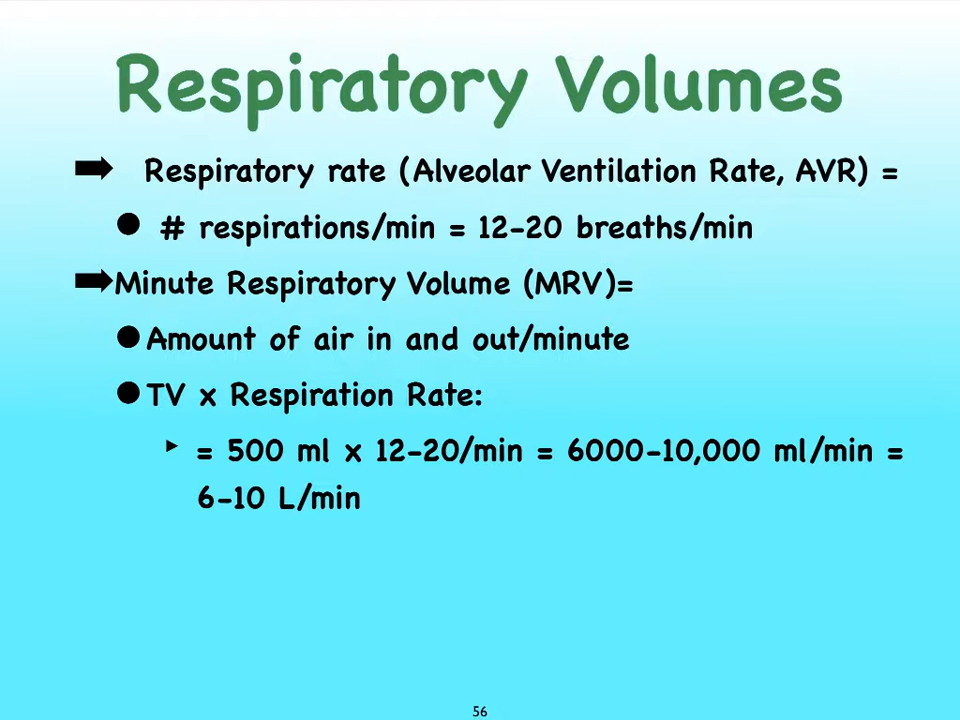 Respiratory Volumes
➡ Respiratory rate (Alveolar Ventilation Rate, AVR) =
● # respirations/min = 12-20 breaths/min
➡Minute Respiratory Volume (MRV)=
●Amount of air in and out/minute
●TV x Respiration Rate:
‣ = 500 ml x 12-20/min = 6000-10,000 ml/min =
6-10 L/min
56